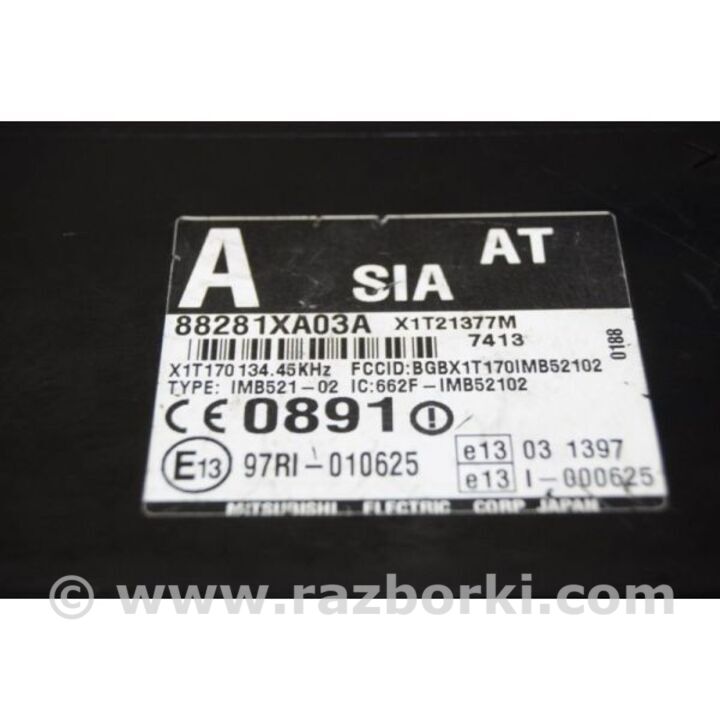 A SIA AT
88281XA03A X1T21377M
7413
0188
X1T170 134.45KHz FCCID:BGBX1T170IMB52102
TYPE: IMB521-02 IC:662F-IMB52102
CE 0891
E13 97RI-010625
e13 03 1397
e13 I-000625
MITSUBISHI ELECTRIC CORP JAPAN
© www.razborki.com